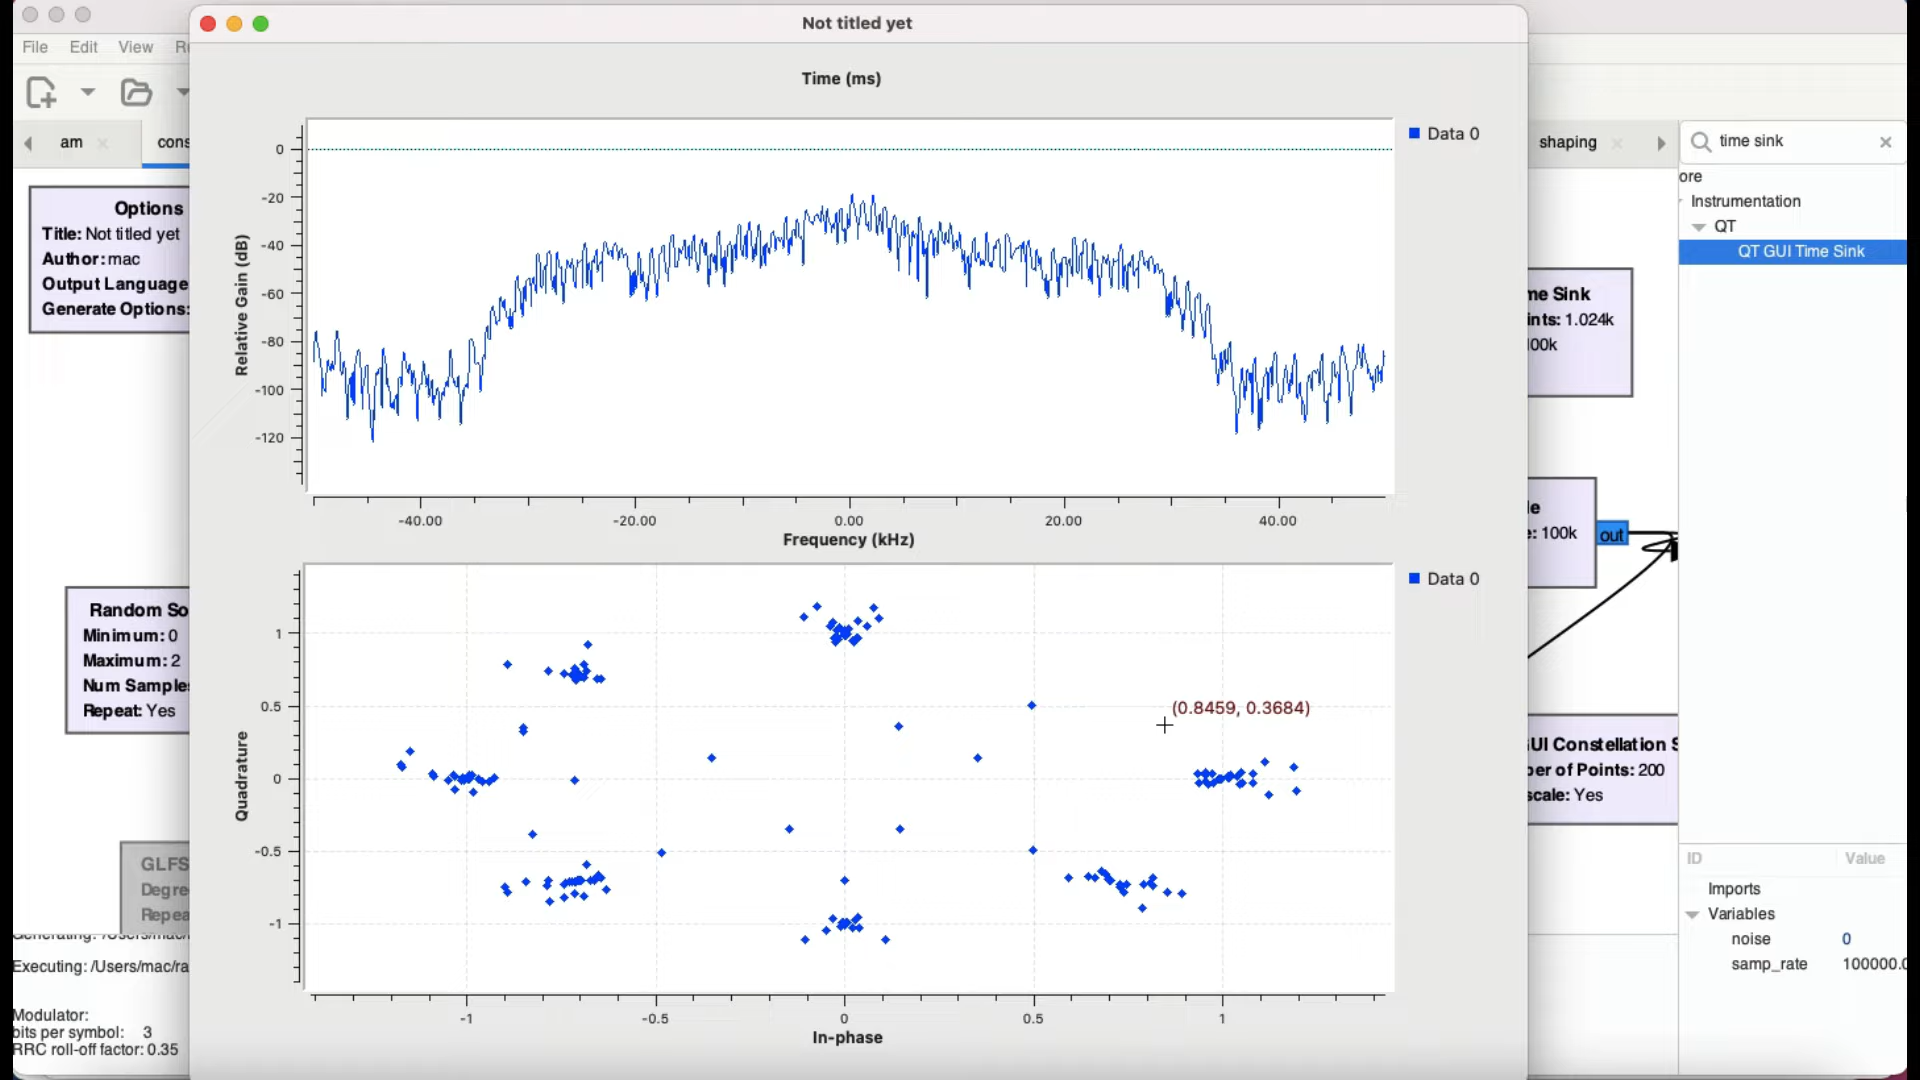 Not titled yet
File Edit View
am
cons
shaping
time sink
Options
Title: Not titled yet
Author: mac
Output Language
Generate Options:
Time (ms)
Data 0
0
-20
-40
-60
-80
-100
-120
Relative Gain (dB)
-40.00 -20.00 0.00 20.00 40.00
Frequency (kHz)
ore
Instrumentation
QT
QT GUI Time Sink
me Sink
ints: 1.024k
100k
le
e: 100k
out
Random So
Minimum: 0
Maximum: 2
Num Samples
Repeat: Yes
Data 0
1
0.5
0
-0.5
-1
Quadrature
(0.8459, 0.3684)
-1 -0.5 0 0.5 1
In-phase
UI Constellation S
er of Points: 200
scale: Yes
GLFS
Degre
Repea
Executing: /Users/mac/ra
Modulator:
bits per symbol: 3
RRC roll-off factor: 0.35
ID Value
Imports
Variables
noise 0
samp_rate 100000.0